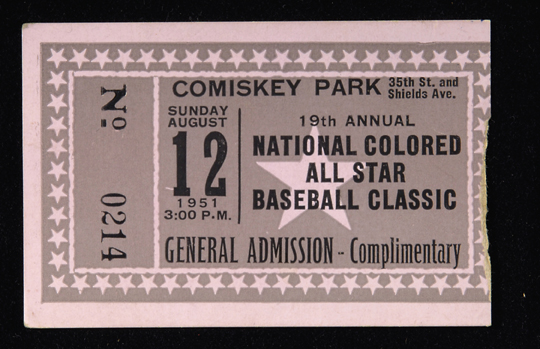 No 0214
COMISKEY PARK 35th St. and
Shields Ave.
SUNDAY
AUGUST
12
1951
3:00 P.M.
19th ANNUAL
NATIONAL COLORED
ALL STAR
BASEBALL CLASSIC
GENERAL ADMISSION - Complimentary